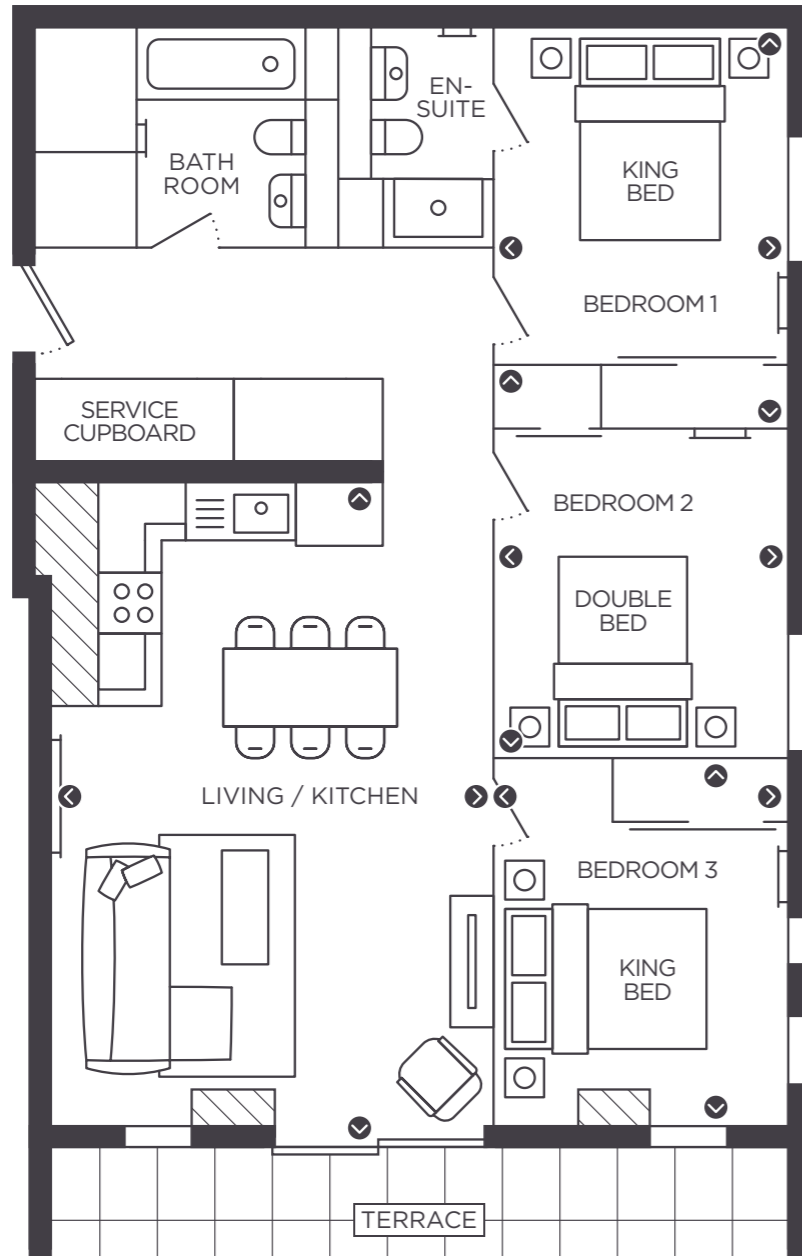 EN-
SUITE
BATH
ROOM
KING
BED
BEDROOM 1
SERVICE
CUPBOARD
BEDROOM 2
DOUBLE
BED
LIVING / KITCHEN
BEDROOM 3
KING
BED
TERRACE